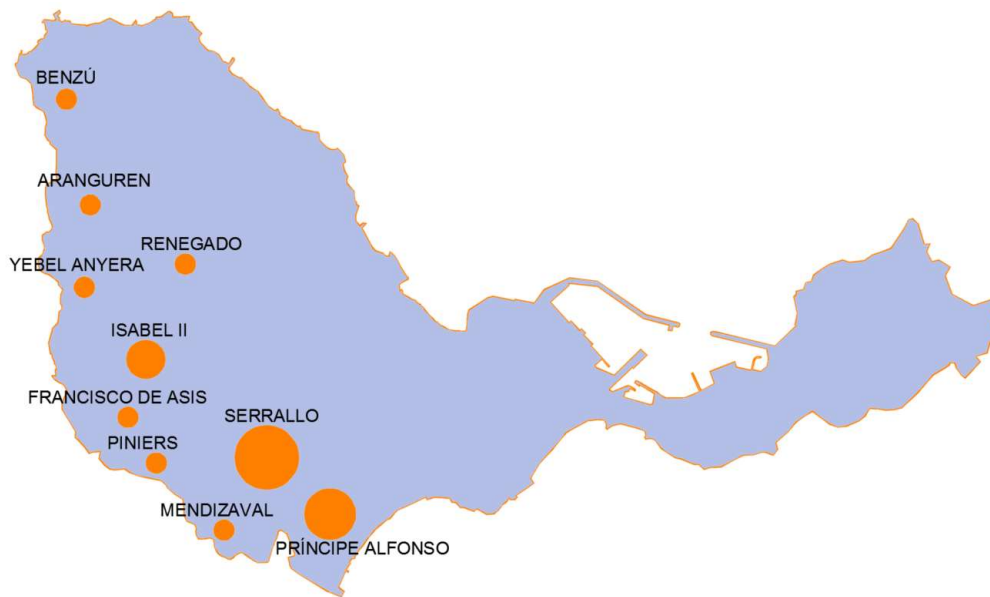 BENZÚ
ARANGUREN
RENEGADO
YEBEL ANYERA
ISABEL II
FRANCISCO DE ASIS
SERRALLO
PINIERS
MENDIZAVAL
PRÍNCIPE ALFONSO